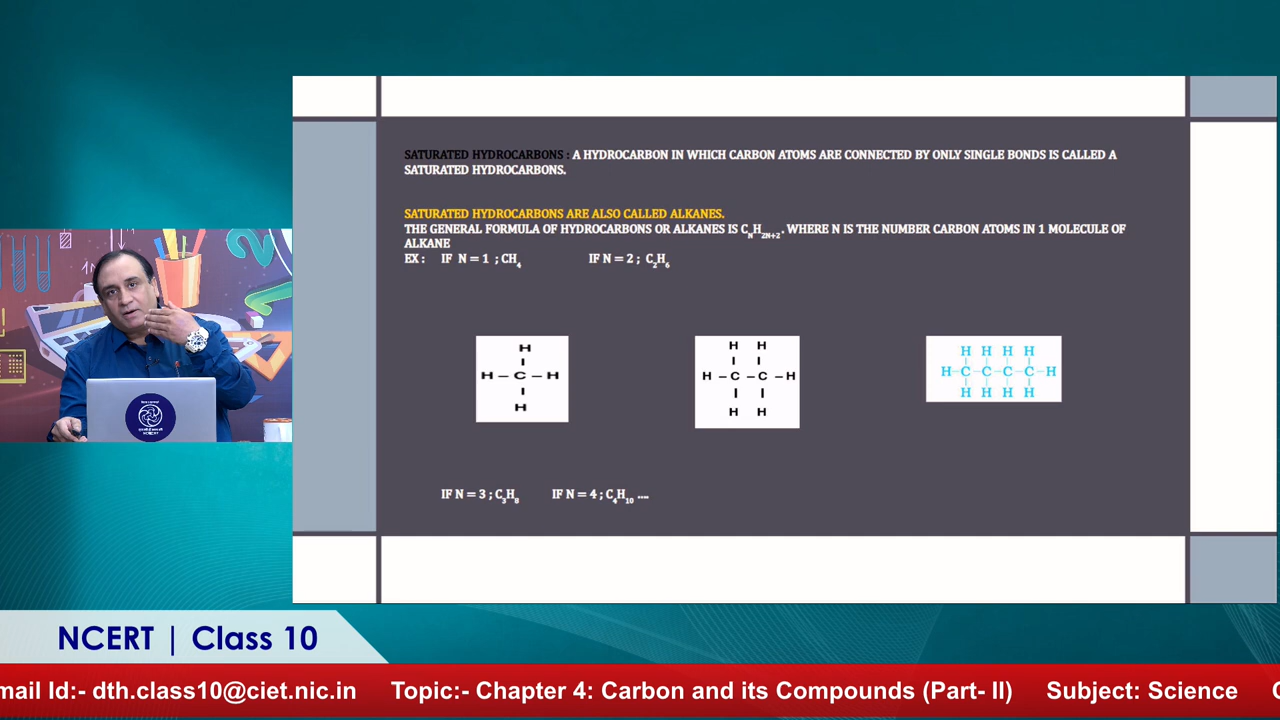 SATURATED HYDROCARBONS : A HYDROCARBON IN WHICH CARBON ATOMS ARE CONNECTED BY ONLY SINGLE BONDS IS CALLED A
SATURATED HYDROCARBONS.
SATURATED HYDROCARBONS ARE ALSO CALLED ALKANES.
THE GENERAL FORMULA OF HYDROCARBONS OR ALKANES IS CNH2N+2. WHERE N IS THE NUMBER CARBON ATOMS IN 1 MOLECULE OF
ALKANE
EX : IF N = 1 ; CH4 IF N = 2 ; C2H6
H
H – C – H
H
H H
H – C – C – H
H H
H H H H
H – C – C – C – C – H
H H H H
IF N = 3 ; C3H8 IF N = 4 ; C4H10 ....
NCERT
NCERT | Class 10
mail Id:- dth.class10@ciet.nic.in Topic:- Chapter 4: Carbon and its Compounds (Part- II) Subject: Science